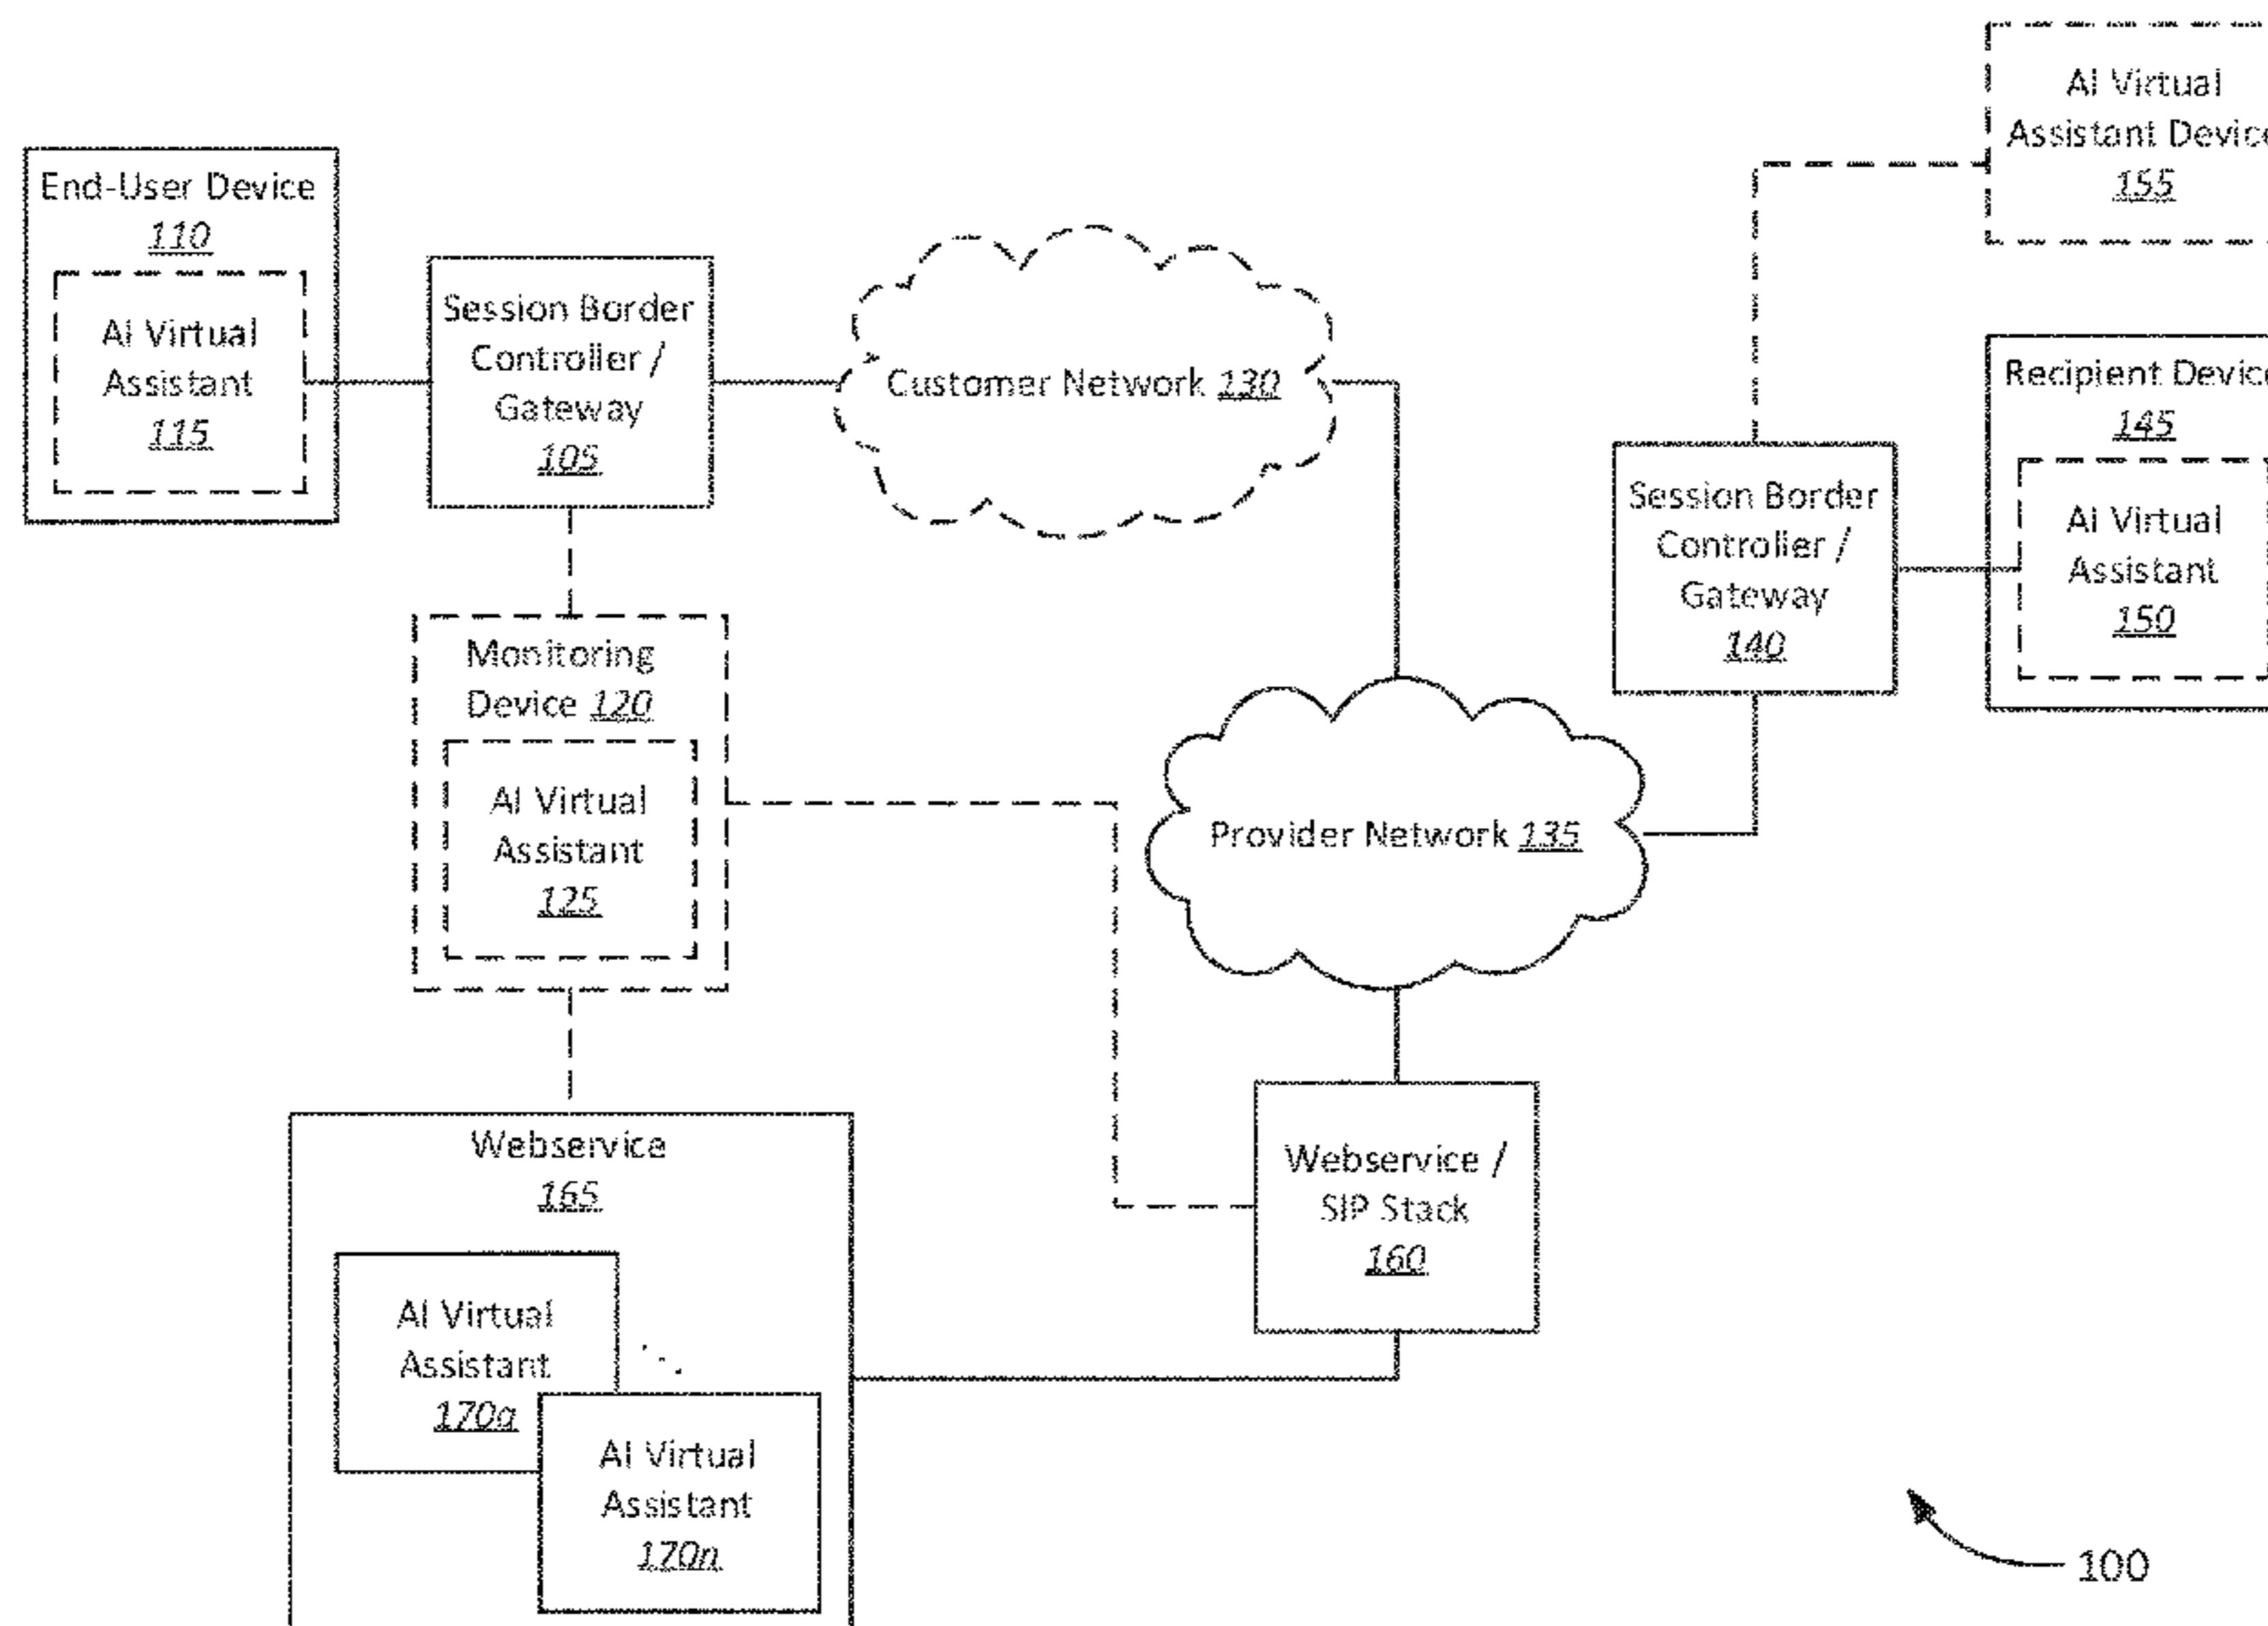 End-User Device
110
AI Virtual
Assistant
115
Session Border
Controller /
Gateway
105
Customer Network 130
AI Virtual
Assistant Device
155
Recipient Device
145
AI Virtual
Assistant
150
Session Border
Controller /
Gateway
140
Monitoring
Device 120
AI Virtual
Assistant
125
Provider Network 135
Webservice /
SIP Stack
160
Webservice
165
AI Virtual
Assistant
170a
AI Virtual
Assistant
170n
100